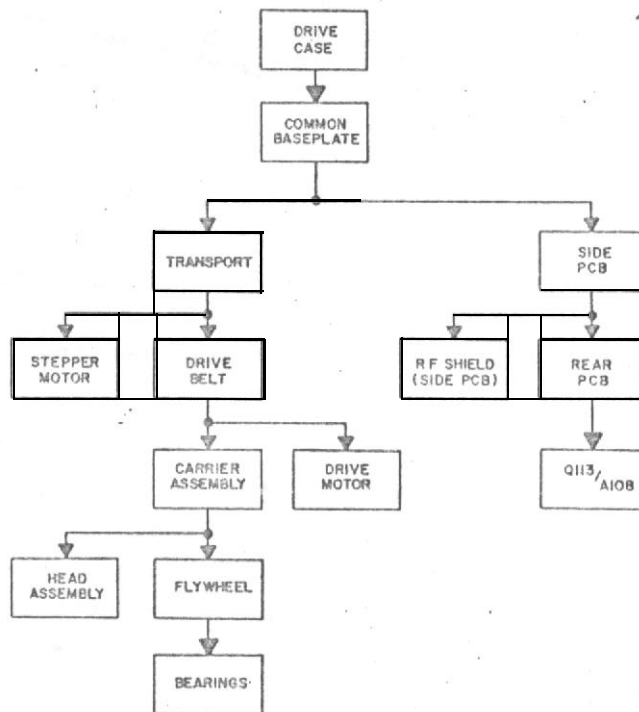 DRIVE
CASE
COMMON
BASEPLATE
TRANSPORT
SIDE
PCB
STEPPER
MOTOR
DRIVE
BELT
RF SHIELD
(SIDE PCB)
REAR
PCB
CARRIER
ASSEMBLY
DRIVE
MOTOR
Q113/A108
HEAD
ASSEMBLY
FLYWHEEL
BEARINGS